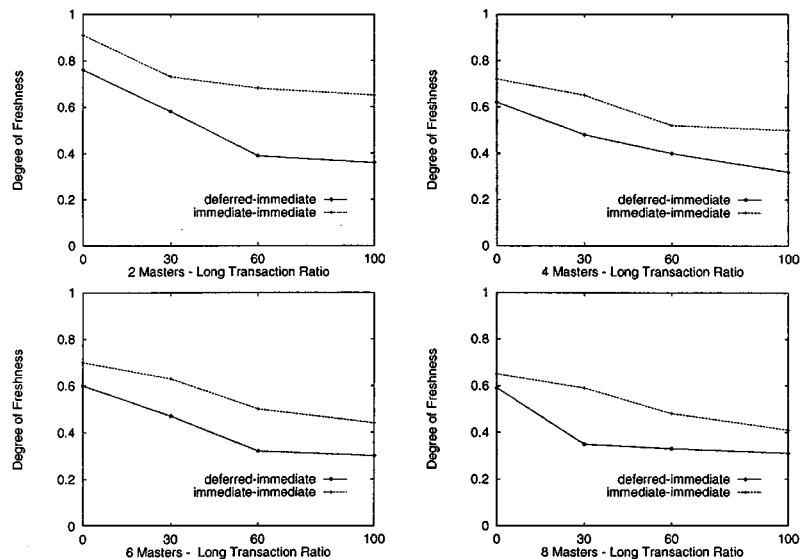 1
0.8
0.6
0.4
0.2
0
Degree of Freshness
deferred-immediate
immediate-immediate
0 30 60 100
2 Masters - Long Transaction Ratio
1
0.8
0.6
0.4
0.2
0
Degree of Freshness
deferred-immediate
immediate-immediate
0 30 60 100
4 Masters - Long Transaction Ratio
1
0.8
0.6
0.4
0.2
0
Degree of Freshness
deferred-immediate
immediate-immediate
0 30 60 100
6 Masters - Long Transaction Ratio
1
0.8
0.6
0.4
0.2
0
Degree of Freshness
deferred-immediate
immediate-immediate
0 30 60 100
8 Masters - Long Transaction Ratio